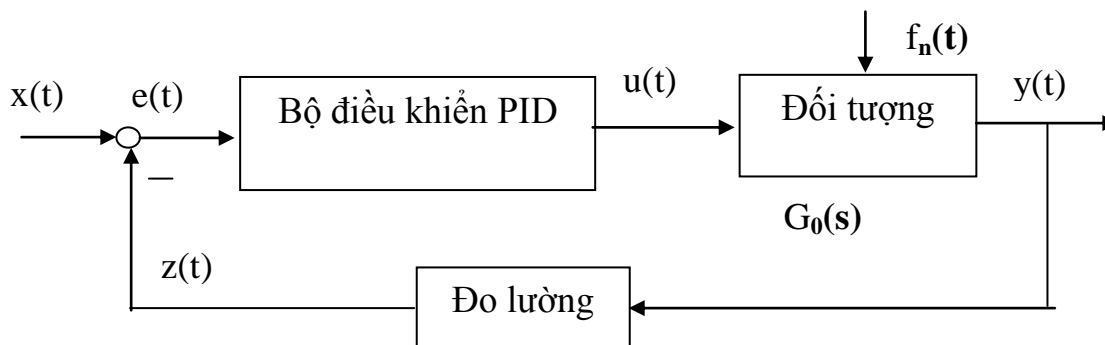 fₙ(t)
x(t)
e(t)
Bộ điều khiển PID
u(t)
Đối tượng
y(t)
–
G₀(s)
z(t)
Đo lường